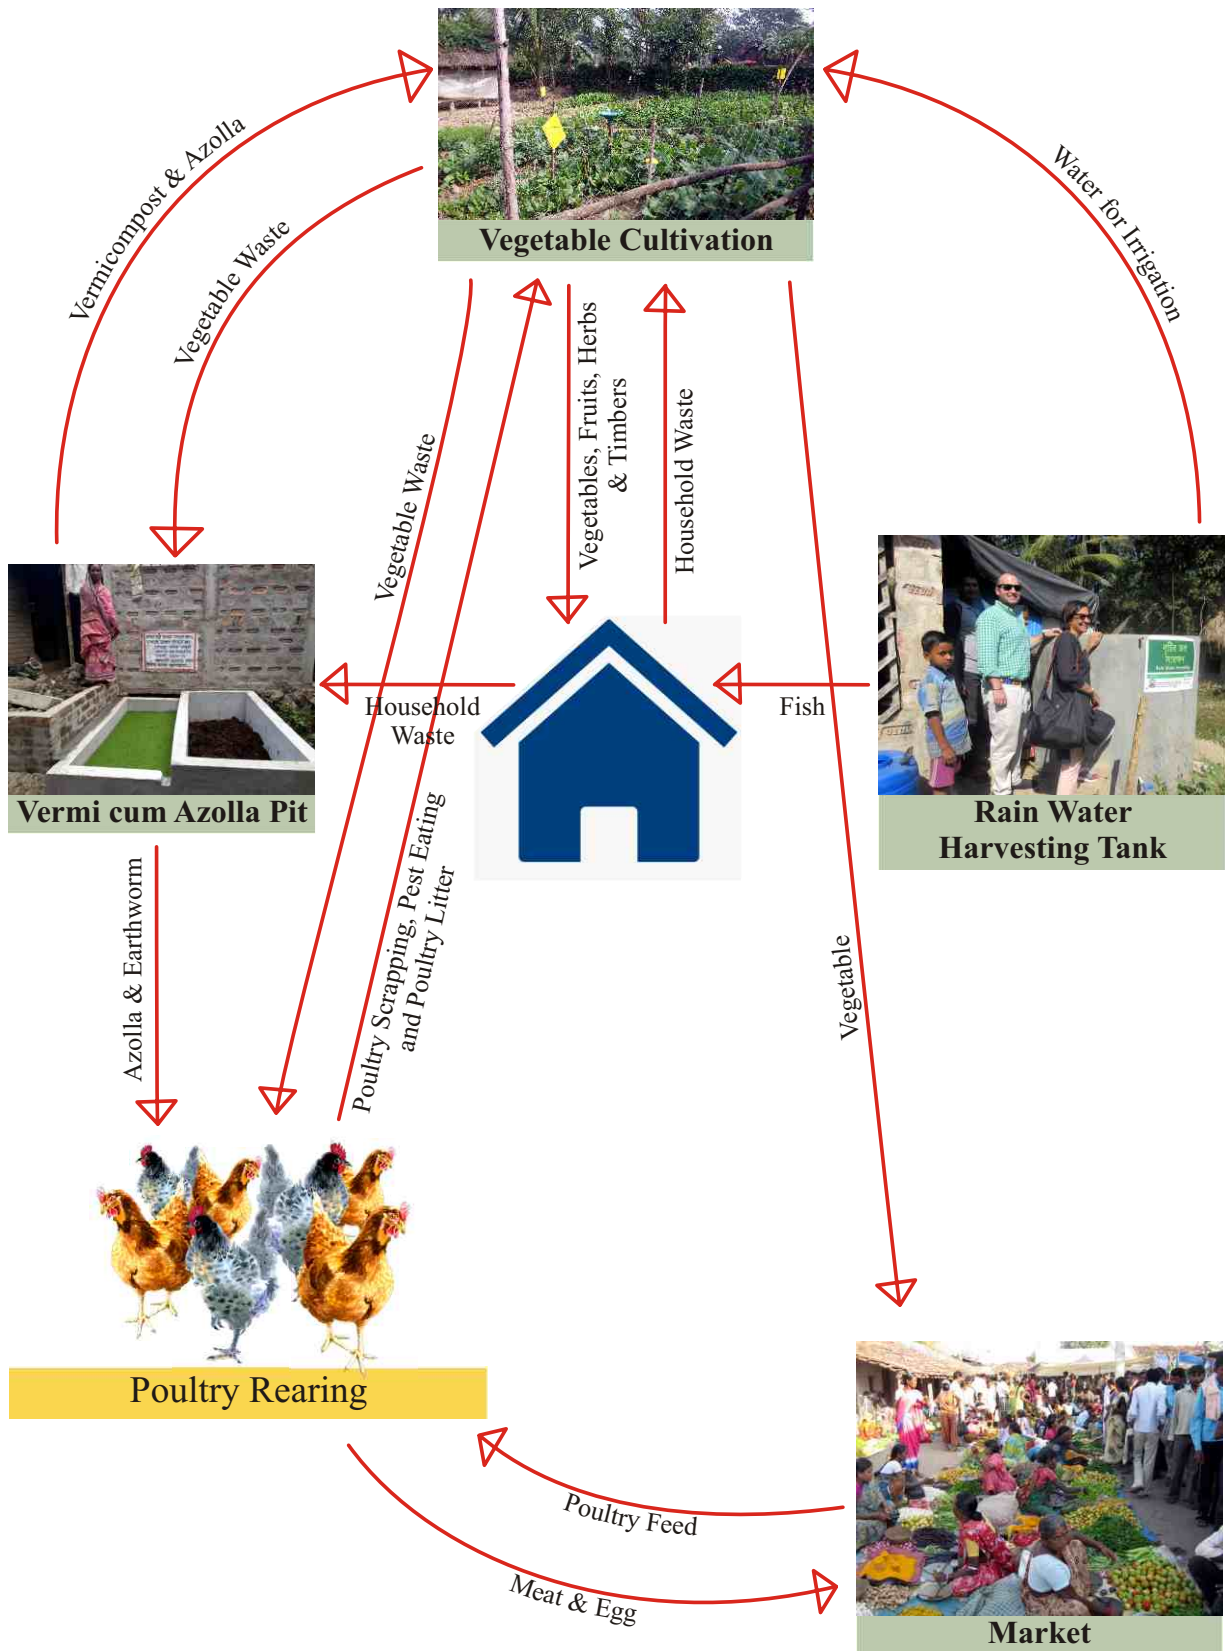 Vegetable Cultivation
Vermicompost & Azolla
Vegetable Waste
Water for Irrigation
Vegetable Waste
Vegetables, Fruits, Herbs
& Timbers
Household Waste
Household
Waste
Fish
Vermi cum Azolla Pit
Rain Water
Harvesting Tank
Azolla & Earthworm
Poultry Scrapping, Pest Eating
and Poultry Litter
Vegetable
Poultry Rearing
Poultry Feed
Meat & Egg
Market